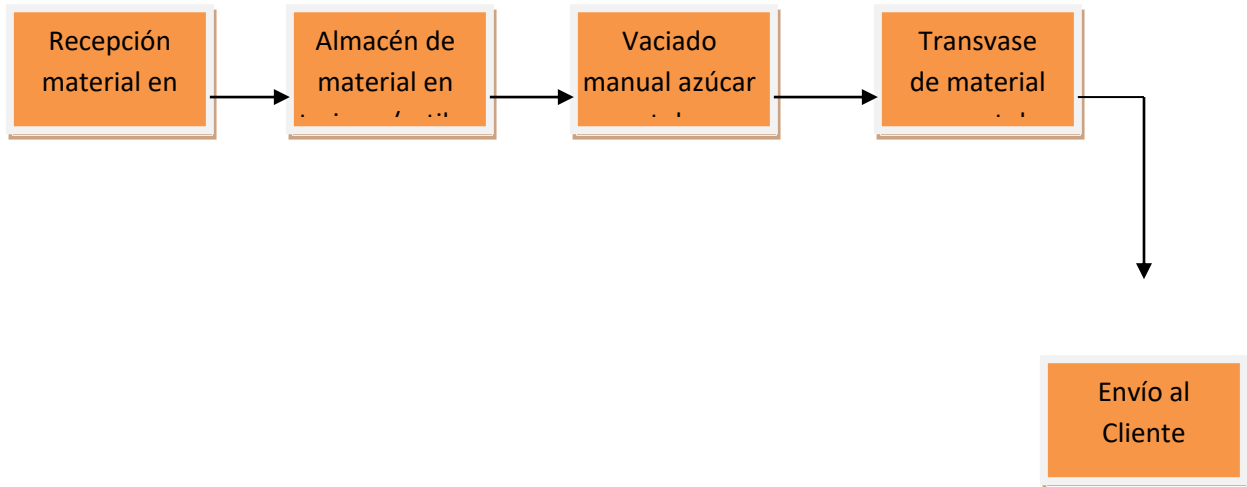 Recepción
material en
Almacén de
material en
Vaciado
manual azúcar
Transvase
de material
Envío al
Cliente